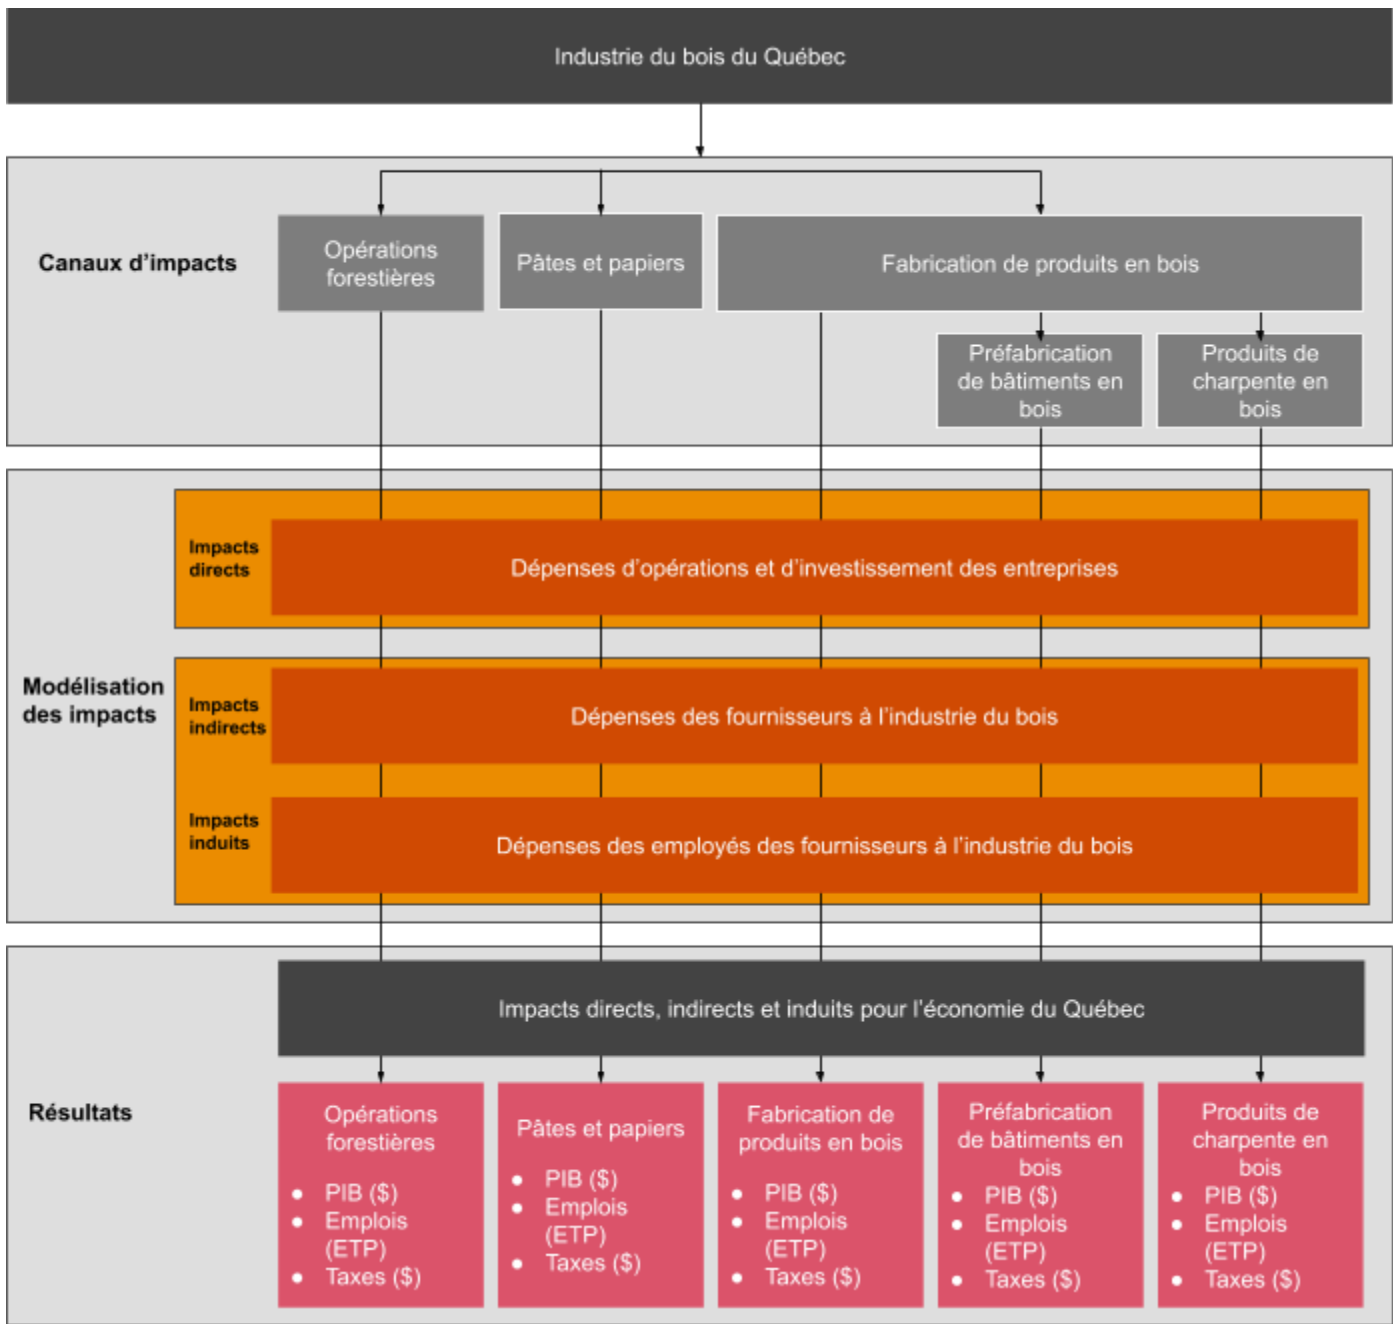 Industrie du bois du Québec
Canaux d'impacts
Opérations
forestières
Pâtes et papiers
Fabrication de produits en bois
Préfabrication
de bâtiments en
bois
Produits de
charpente en
bois
Modélisation
des impacts
Impacts
directs
Dépenses d'opérations et d'investissement des entreprises
Impacts
indirects
Dépenses des fournisseurs à l'industrie du bois
Impacts
induits
Dépenses des employés des fournisseurs à l'industrie du bois
Résultats
Impacts directs, indirects et induits pour l'économie du Québec
Opérations
forestières
● PIB ($)
● Emplois
(ETP)
● Taxes ($)
Pâtes et papiers
● PIB ($)
● Emplois
(ETP)
● Taxes ($)
Fabrication de
produits en bois
● PIB ($)
● Emplois
(ETP)
● Taxes ($)
Préfabrication
de bâtiments en
bois
● PIB ($)
● Emplois
(ETP)
● Taxes ($)
Produits de
charpente en
bois
● PIB ($)
● Emplois
(ETP)
● Taxes ($)